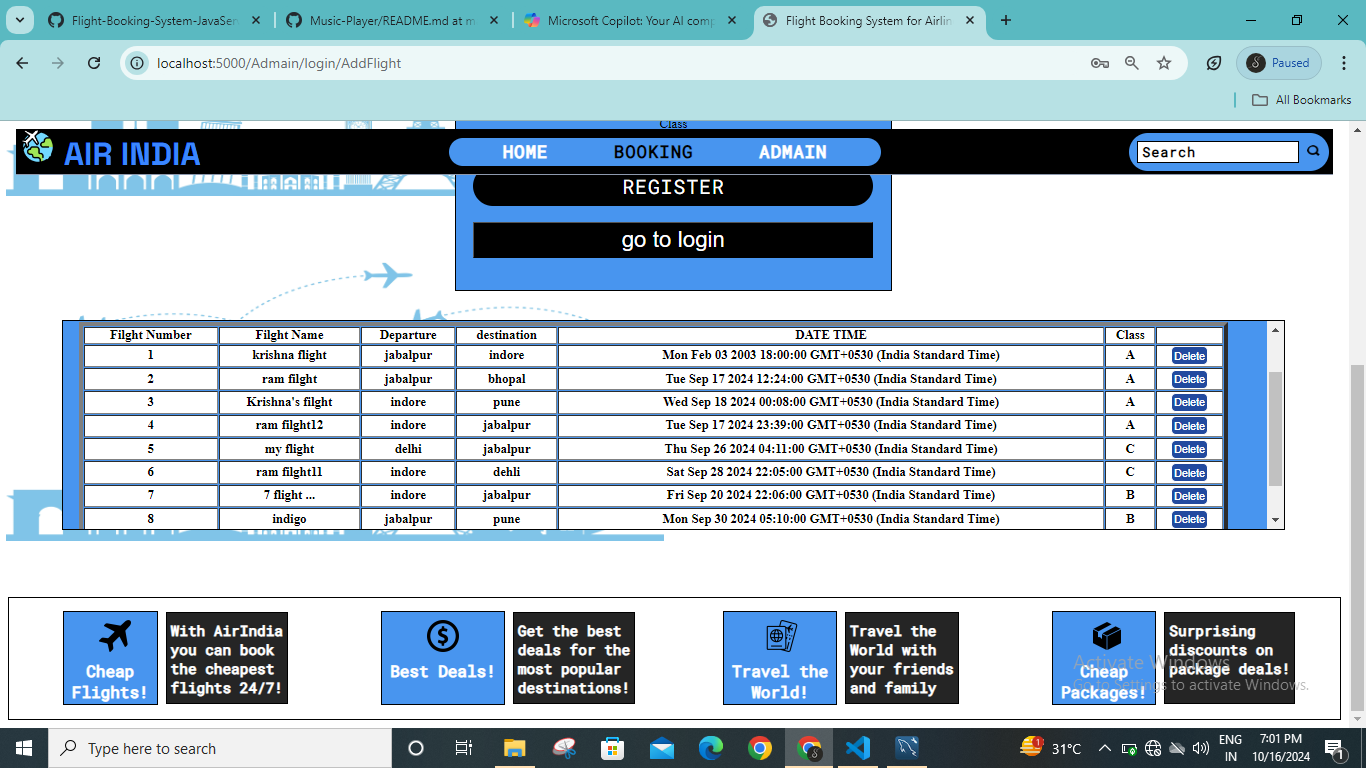 Flight-Booking-System-JavaSer
Music-Player/README.md at m
Microsoft Copilot: Your AI comp
Flight Booking System for Airlin
localhost:5000/Admain/login/AddFlight
Paused
All Bookmarks
Class
AIR INDIA
HOME BOOKING ADMAIN
Search
REGISTER
go to login
Filght Number Filght Name Departure destination DATE TIME Class
1 krishna flight jabalpur indore Mon Feb 03 2003 18:00:00 GMT+0530 (India Standard Time) A Delete
2 ram filght jabalpur bhopal Tue Sep 17 2024 12:24:00 GMT+0530 (India Standard Time) A Delete
3 Krishna's filght indore pune Wed Sep 18 2024 00:08:00 GMT+0530 (India Standard Time) A Delete
4 ram filght12 indore jabalpur Tue Sep 17 2024 23:39:00 GMT+0530 (India Standard Time) A Delete
5 my flight delhi jabalpur Thu Sep 26 2024 04:11:00 GMT+0530 (India Standard Time) C Delete
6 ram filght11 indore dehli Sat Sep 28 2024 22:05:00 GMT+0530 (India Standard Time) C Delete
7 7 flight ... indore jabalpur Fri Sep 20 2024 22:06:00 GMT+0530 (India Standard Time) B Delete
8 indigo jabalpur pune Mon Sep 30 2024 05:10:00 GMT+0530 (India Standard Time) B Delete
Cheap
Flights!
With AirIndia
you can book
the cheapest
flights 24/7!
Best Deals!
Get the best
deals for the
most popular
destinations!
Travel the
World!
Travel the
World with
your friends
and family
Cheap
Packages!
Surprising
discounts on
package deals!
Activate Windows
Go to Settings to activate Windows.
Type here to search
1
31°C
ENG
IN
7:01 PM
10/16/2024
1